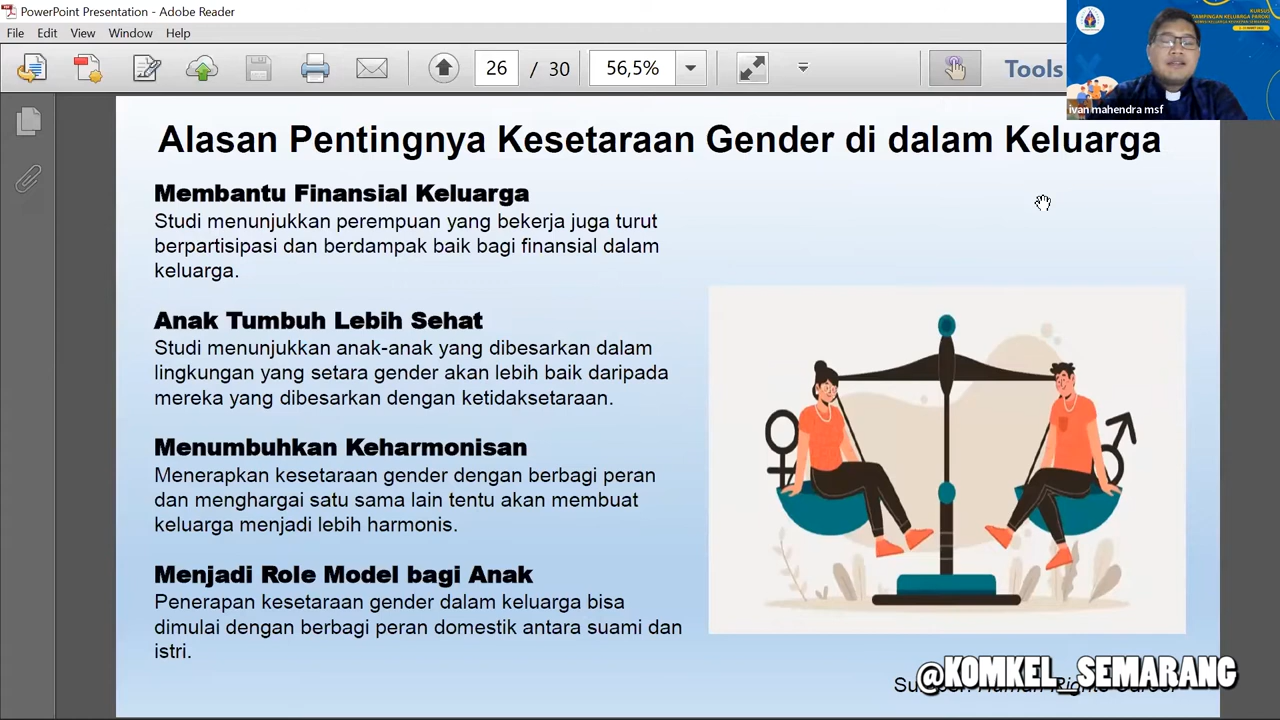 PowerPoint Presentation - Adobe Reader
File Edit View Window Help
26 / 30 56,5% Tools
KURSUS
ivan mahendra msf
Alasan Pentingnya Kesetaraan Gender di dalam Keluarga
Membantu Finansial Keluarga
Studi menunjukkan perempuan yang bekerja juga turut
berpartisipasi dan berdampak baik bagi finansial dalam
keluarga.
Anak Tumbuh Lebih Sehat
Studi menunjukkan anak-anak yang dibesarkan dalam
lingkungan yang setara gender akan lebih baik daripada
mereka yang dibesarkan dengan ketidaksetaraan.
Menumbuhkan Keharmonisan
Menerapkan kesetaraan gender dengan berbagi peran
dan menghargai satu sama lain tentu akan membuat
keluarga menjadi lebih harmonis.
Menjadi Role Model bagi Anak
Penerapan kesetaraan gender dalam keluarga bisa
dimulai dengan berbagi peran domestik antara suami dan
istri.
@KOMKEL_SEMARANG